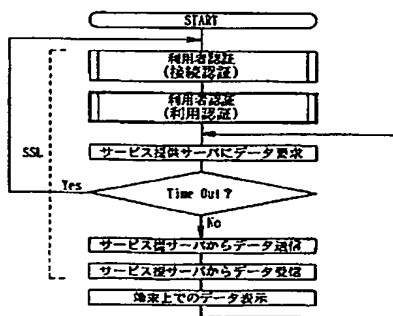 START
利用者認証
(接続認証)
利用者認証
(利用認証)
サービス提供サーバにデータ要求
SSL
Yes
Time Out?
No
サービス提サーバからデータ送信
サービス提サーバからデータ受信
端末上でのデータ表示